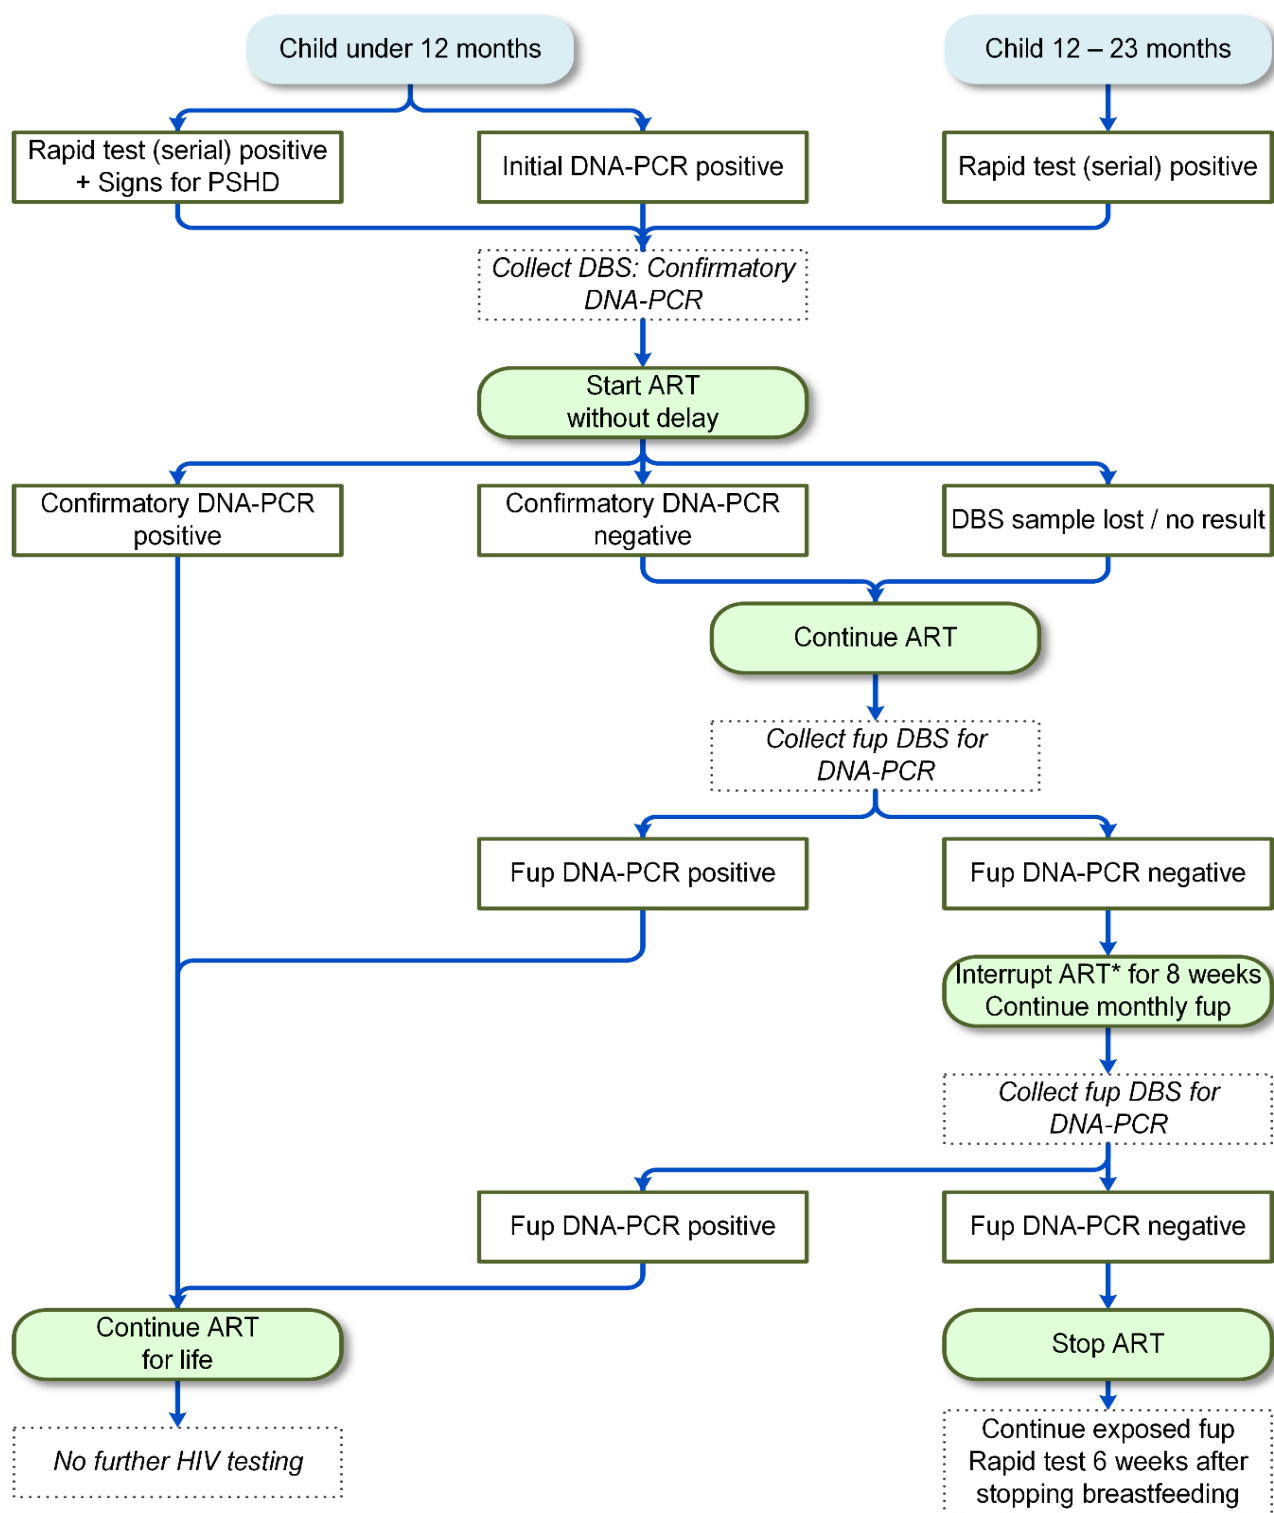 Child under 12 months
Child 12 – 23 months
Rapid test (serial) positive
+ Signs for PSHD
Initial DNA-PCR positive
Rapid test (serial) positive
Collect DBS: Confirmatory
DNA-PCR
Start ART
without delay
Confirmatory DNA-PCR
positive
Confirmatory DNA-PCR
negative
DBS sample lost / no result
Continue ART
Collect fup DBS for
DNA-PCR
Fup DNA-PCR positive
Fup DNA-PCR negative
Interrupt ART* for 8 weeks
Continue monthly fup
Collect fup DBS for
DNA-PCR
Fup DNA-PCR positive
Fup DNA-PCR negative
Continue ART
for life
Stop ART
No further HIV testing
Continue exposed fup
Rapid test 6 weeks after
stopping breastfeeding